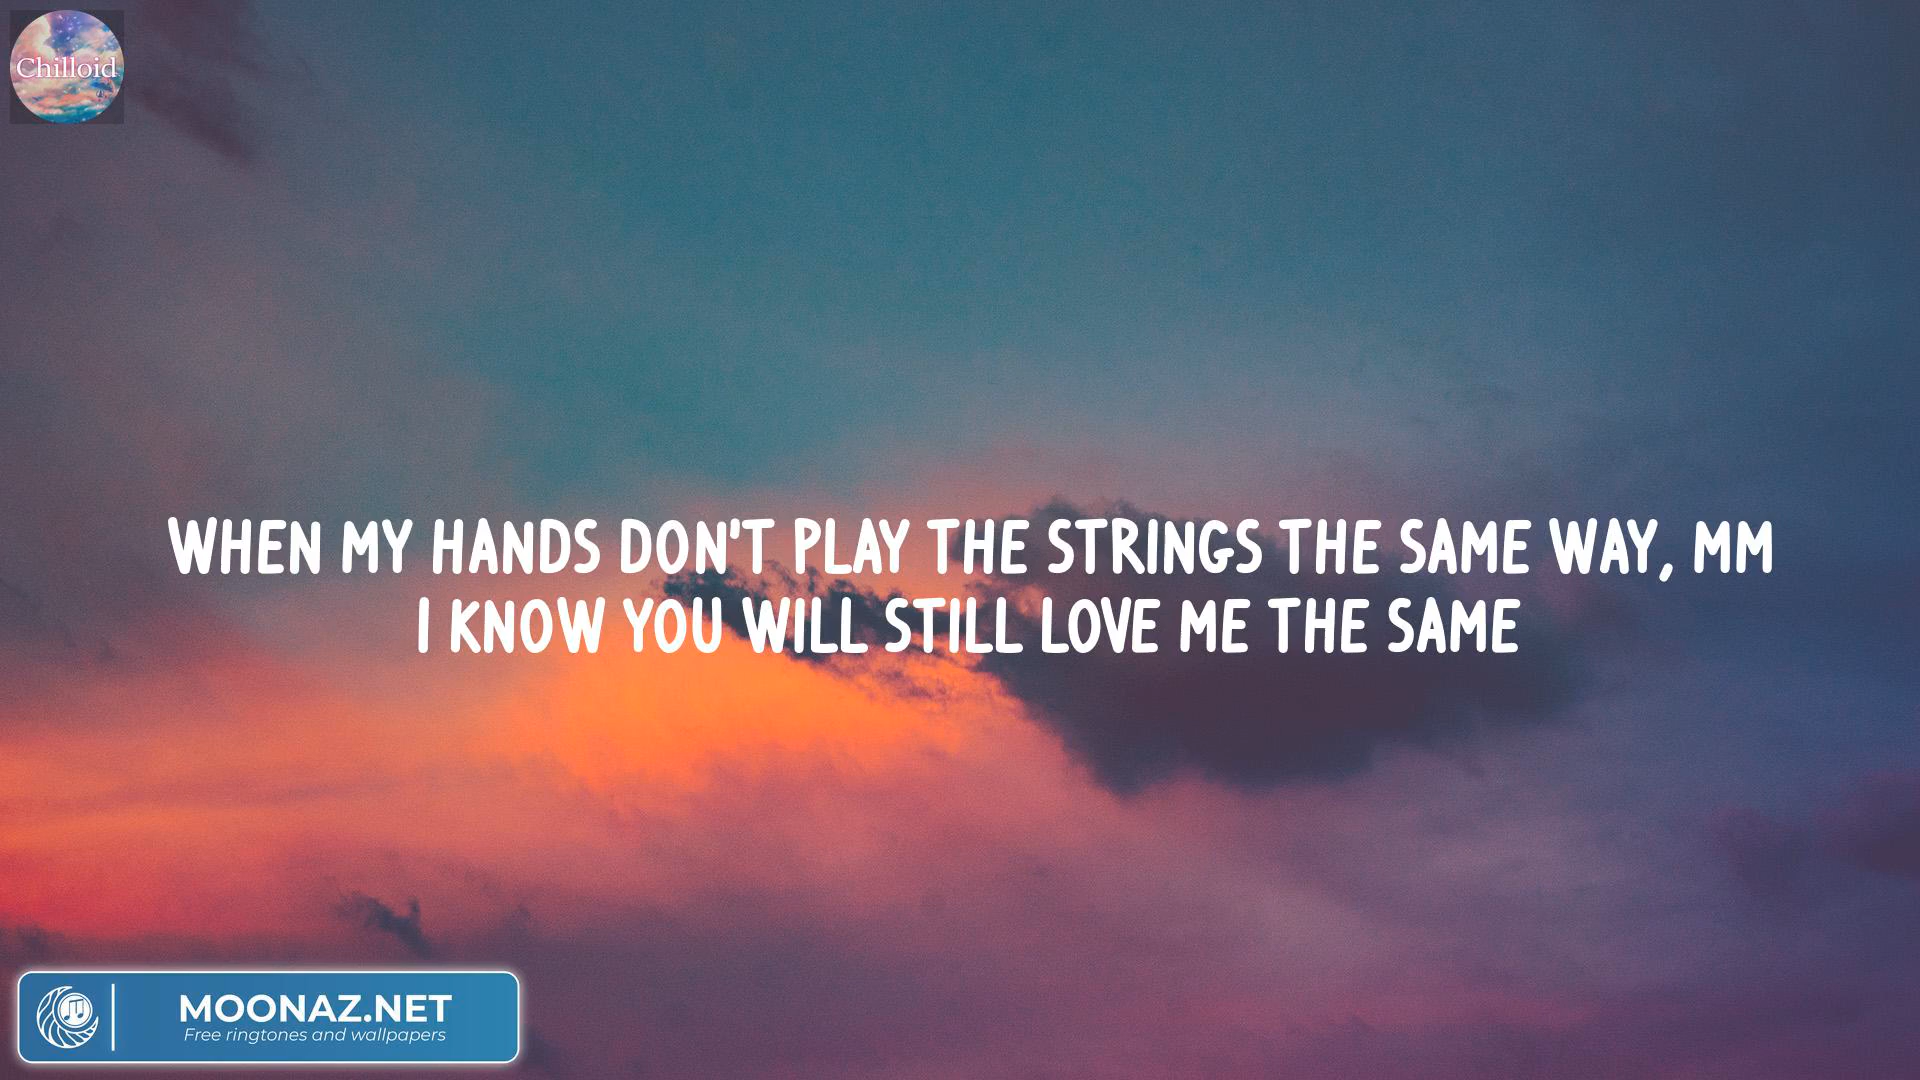 Chilloid
WHEN MY HANDS DON'T PLAY THE STRINGS THE SAME WAY, MM
I KNOW YOU WILL STILL LOVE ME THE SAME
MOONAZ.NET
Free ringtones and wallpapers